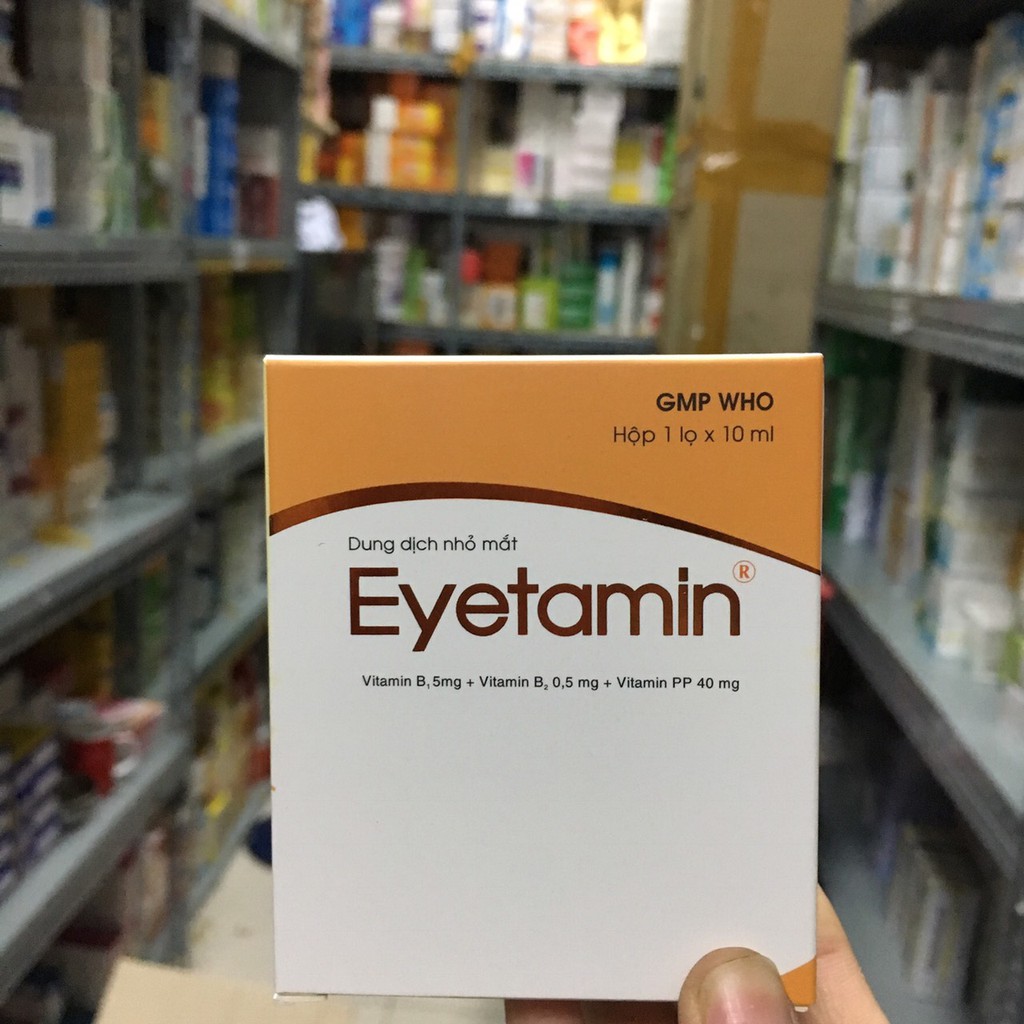 GMP WHO
Hộp 1 lọ x 10 ml
Dung dịch nhỏ mắt
Eyetamin®
Vitamin B₁ 5mg + Vitamin B₂ 0,5 mg + Vitamin PP 40 mg